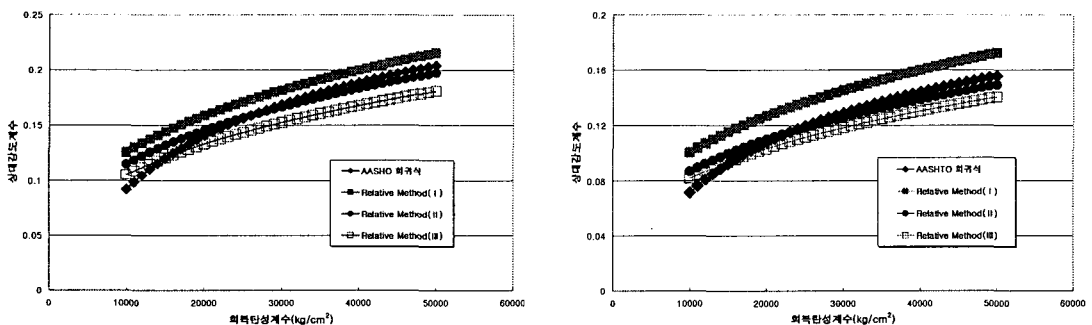 0.25
0.2
0.15
0.1
0.05
0
상대강도계수
0 10000 20000 30000 40000 50000 60000
회복탄성계수(kg/cm²)
AASHO 회귀식
Relative Method(Ⅰ)
Relative Method(Ⅱ)
Relative Method(Ⅲ)
0.2
0.16
0.12
0.08
0.04
0
상대강도계수
0 10000 20000 30000 40000 50000 60000
회복탄성계수(kg/cm²)
AASHTO 회귀식
Relative Method(Ⅰ)
Relative Method(Ⅱ)
Relative Method(Ⅲ)